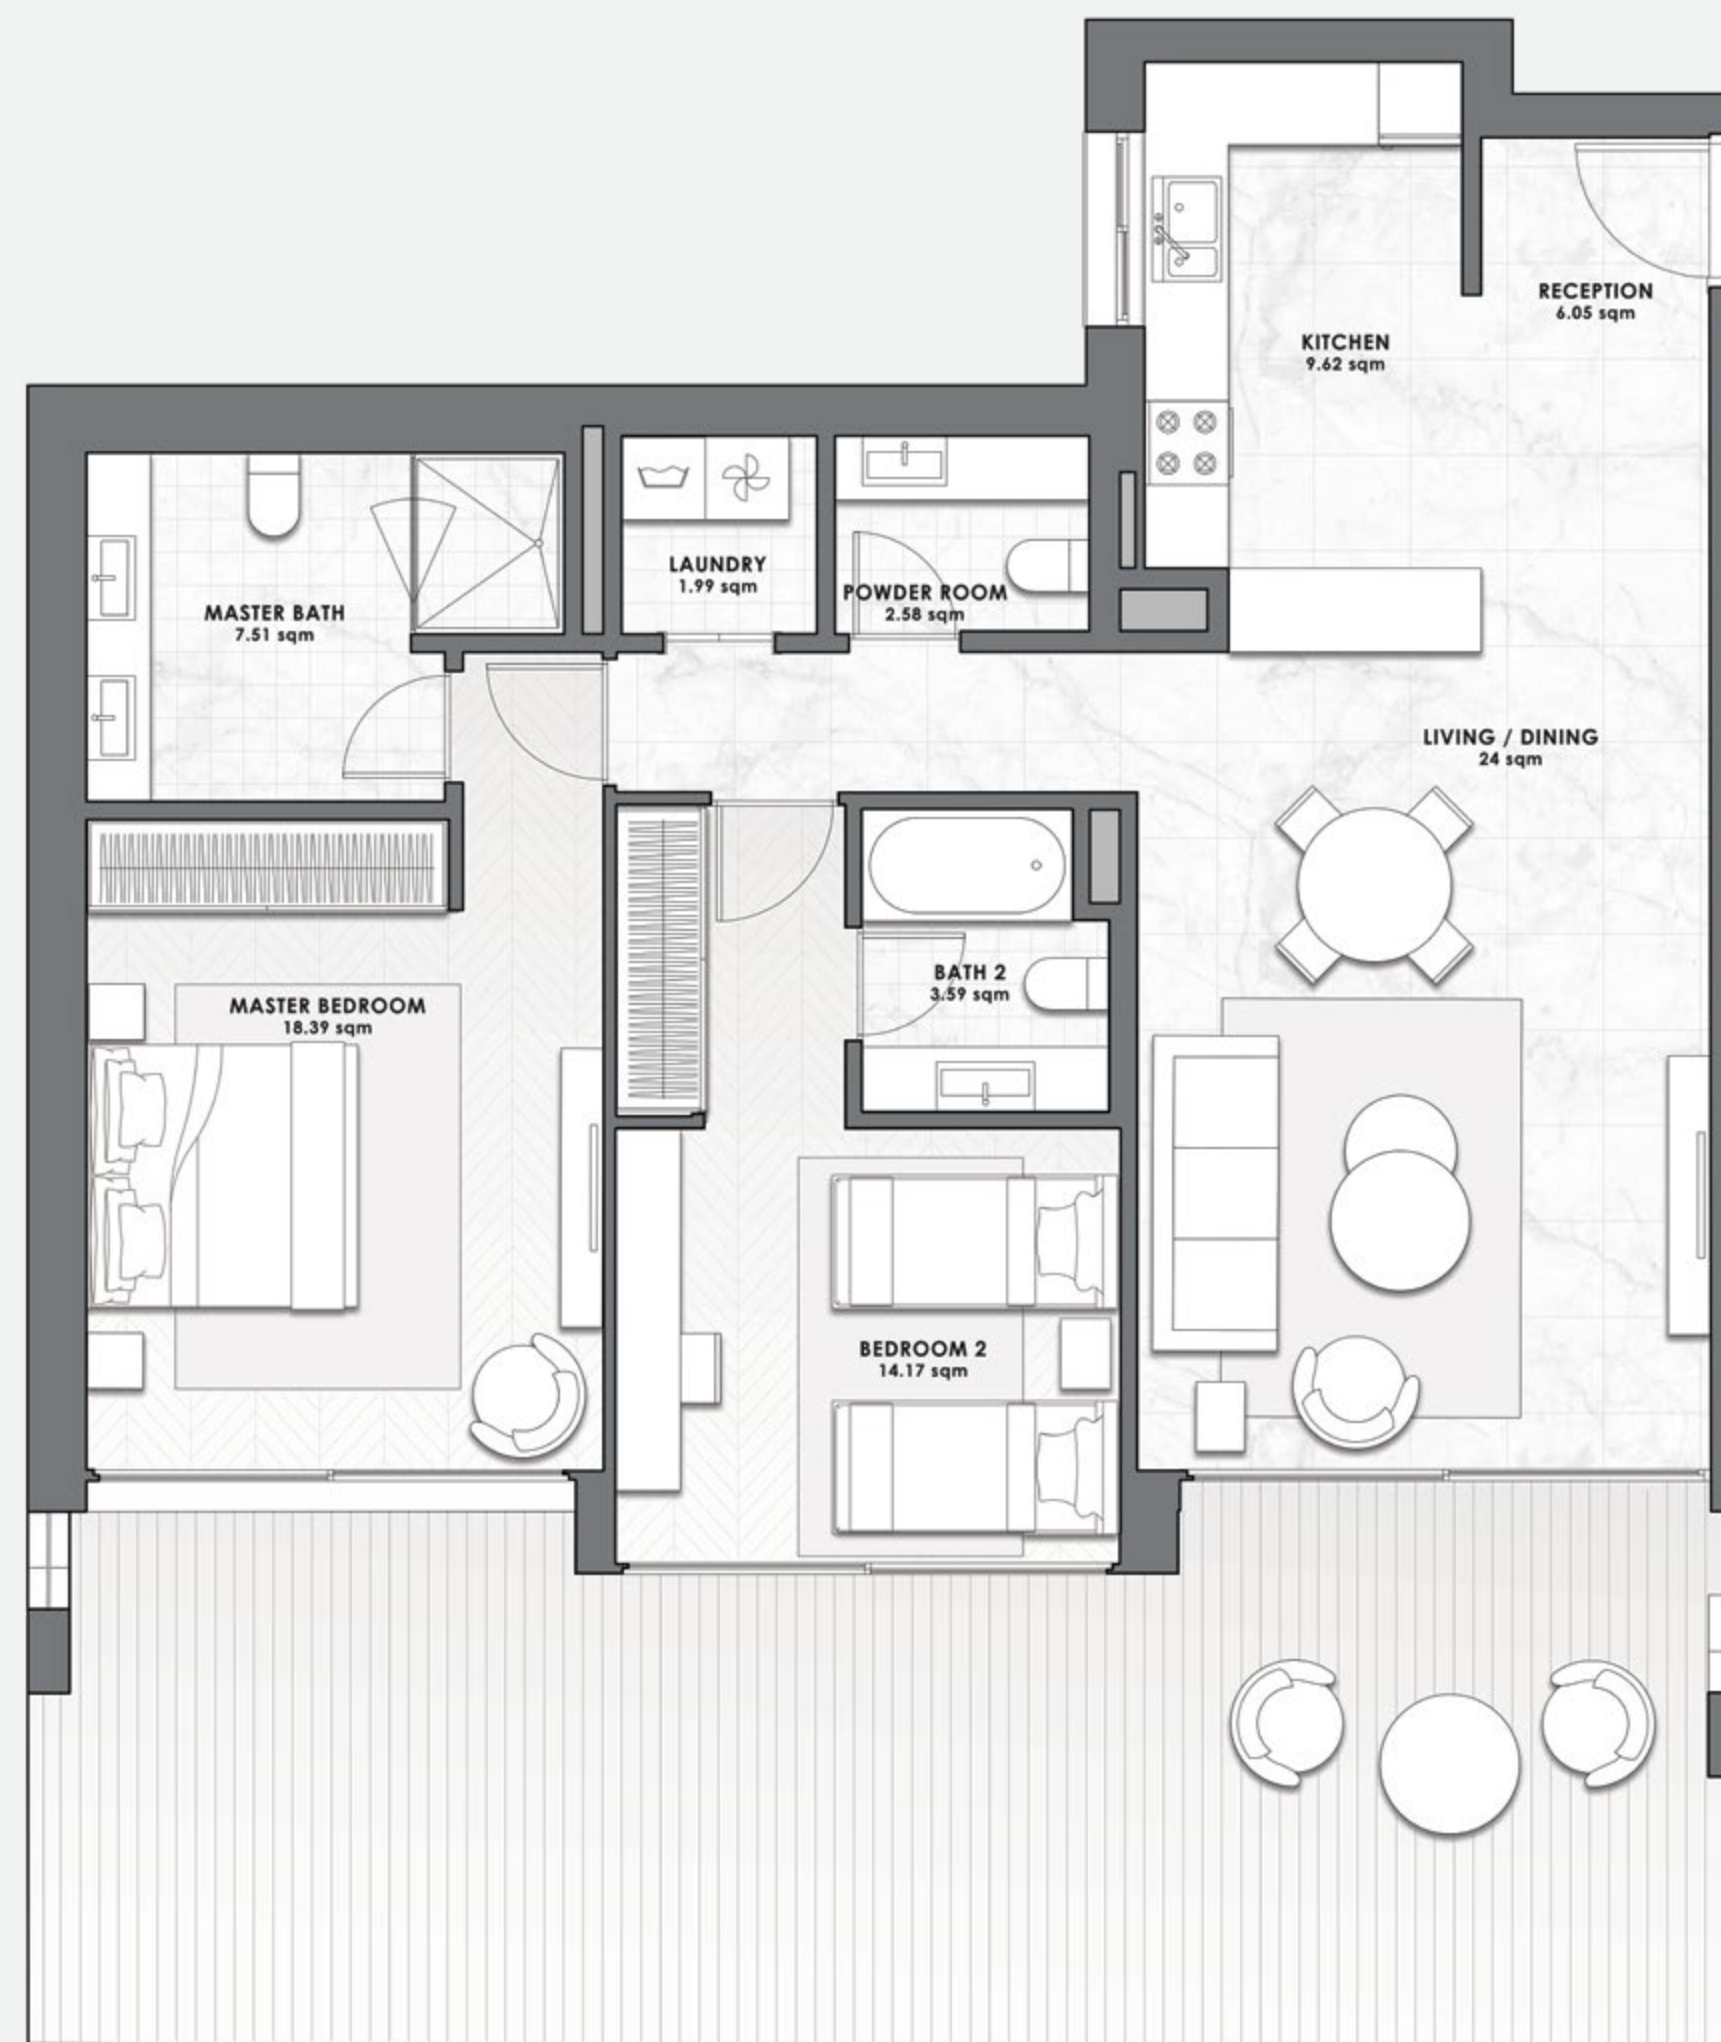 RECEPTION
6.05 sqm
KITCHEN
9.62 sqm
LAUNDRY
1.99 sqm
POWDER ROOM
2.58 sqm
MASTER BATH
7.51 sqm
LIVING / DINING
24 sqm
BATH 2
3.59 sqm
MASTER BEDROOM
18.39 sqm
BEDROOM 2
14.17 sqm